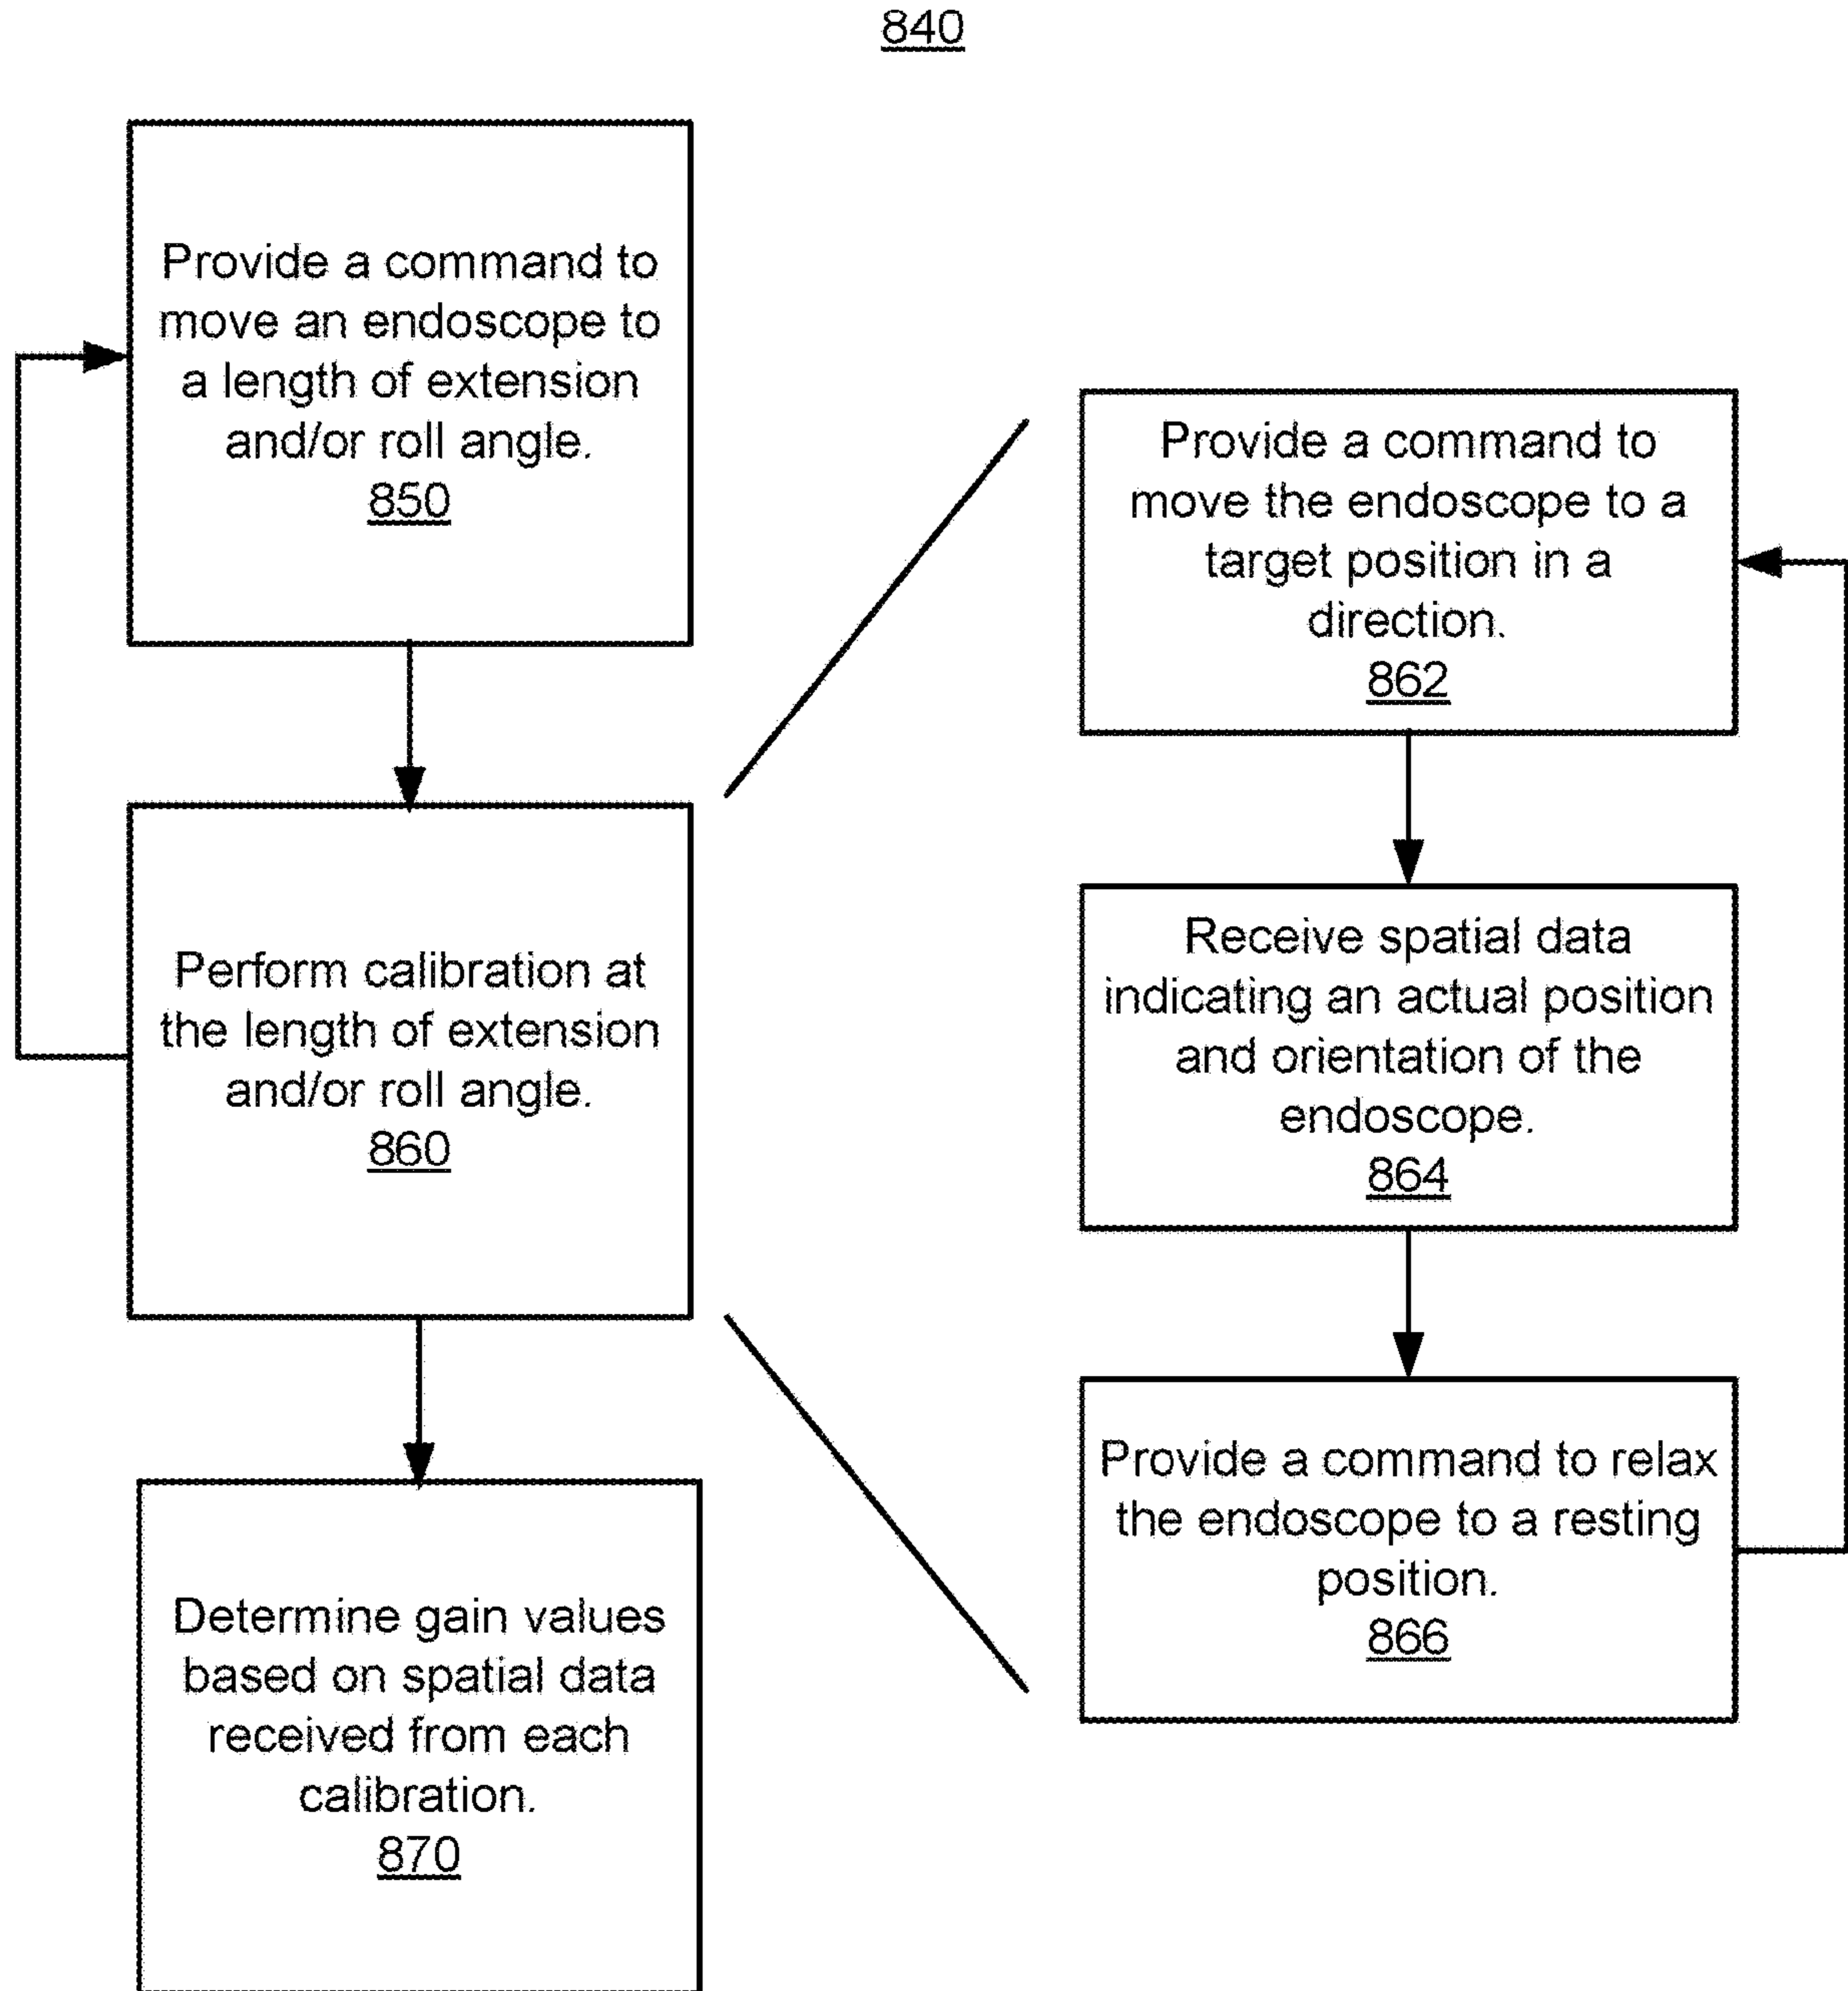 840
Provide a command to
move an endoscope to
a length of extension
and/or roll angle.
850
Perform calibration at
the length of extension
and/or roll angle.
860
Determine gain values
based on spatial data
received from each
calibration.
870
Provide a command to
move the endoscope to a
target position in a
direction.
862
Receive spatial data
indicating an actual position
and orientation of the
endoscope.
864
Provide a command to relax
the endoscope to a resting
position.
866